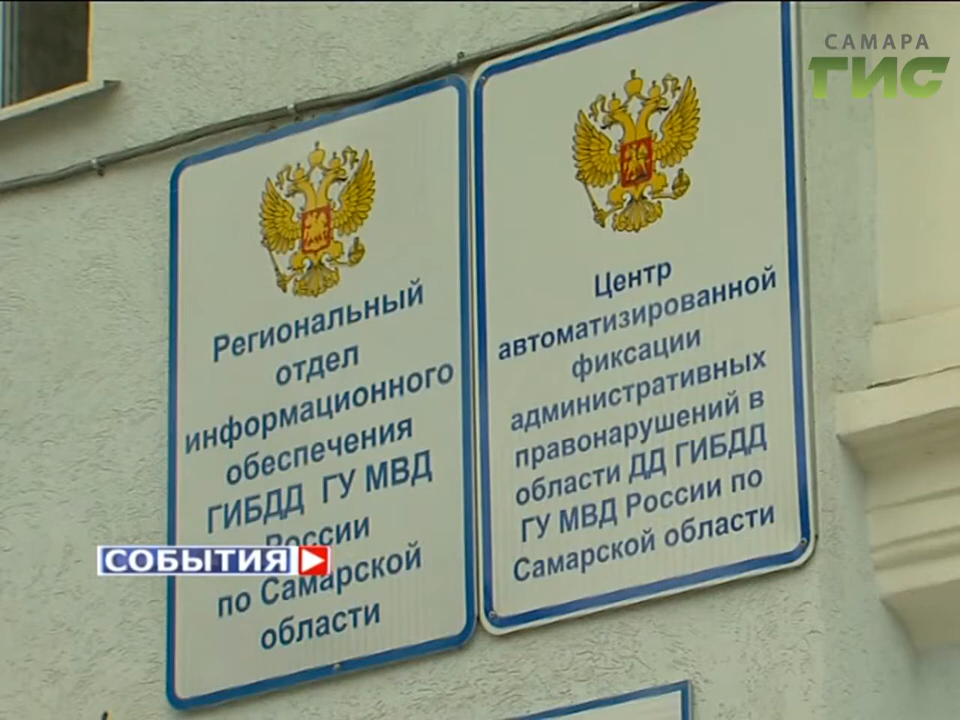 САМАРА
ГИС
Региональный
отдел
информационного
обеспечения
ГИБДД ГУ МВД
России
по Самарской
области
Центр
автоматизированной
фиксации
административных
правонарушений в
области ДД ГИБДД
ГУ МВД России по
Самарской области
СОБЫТИЯ